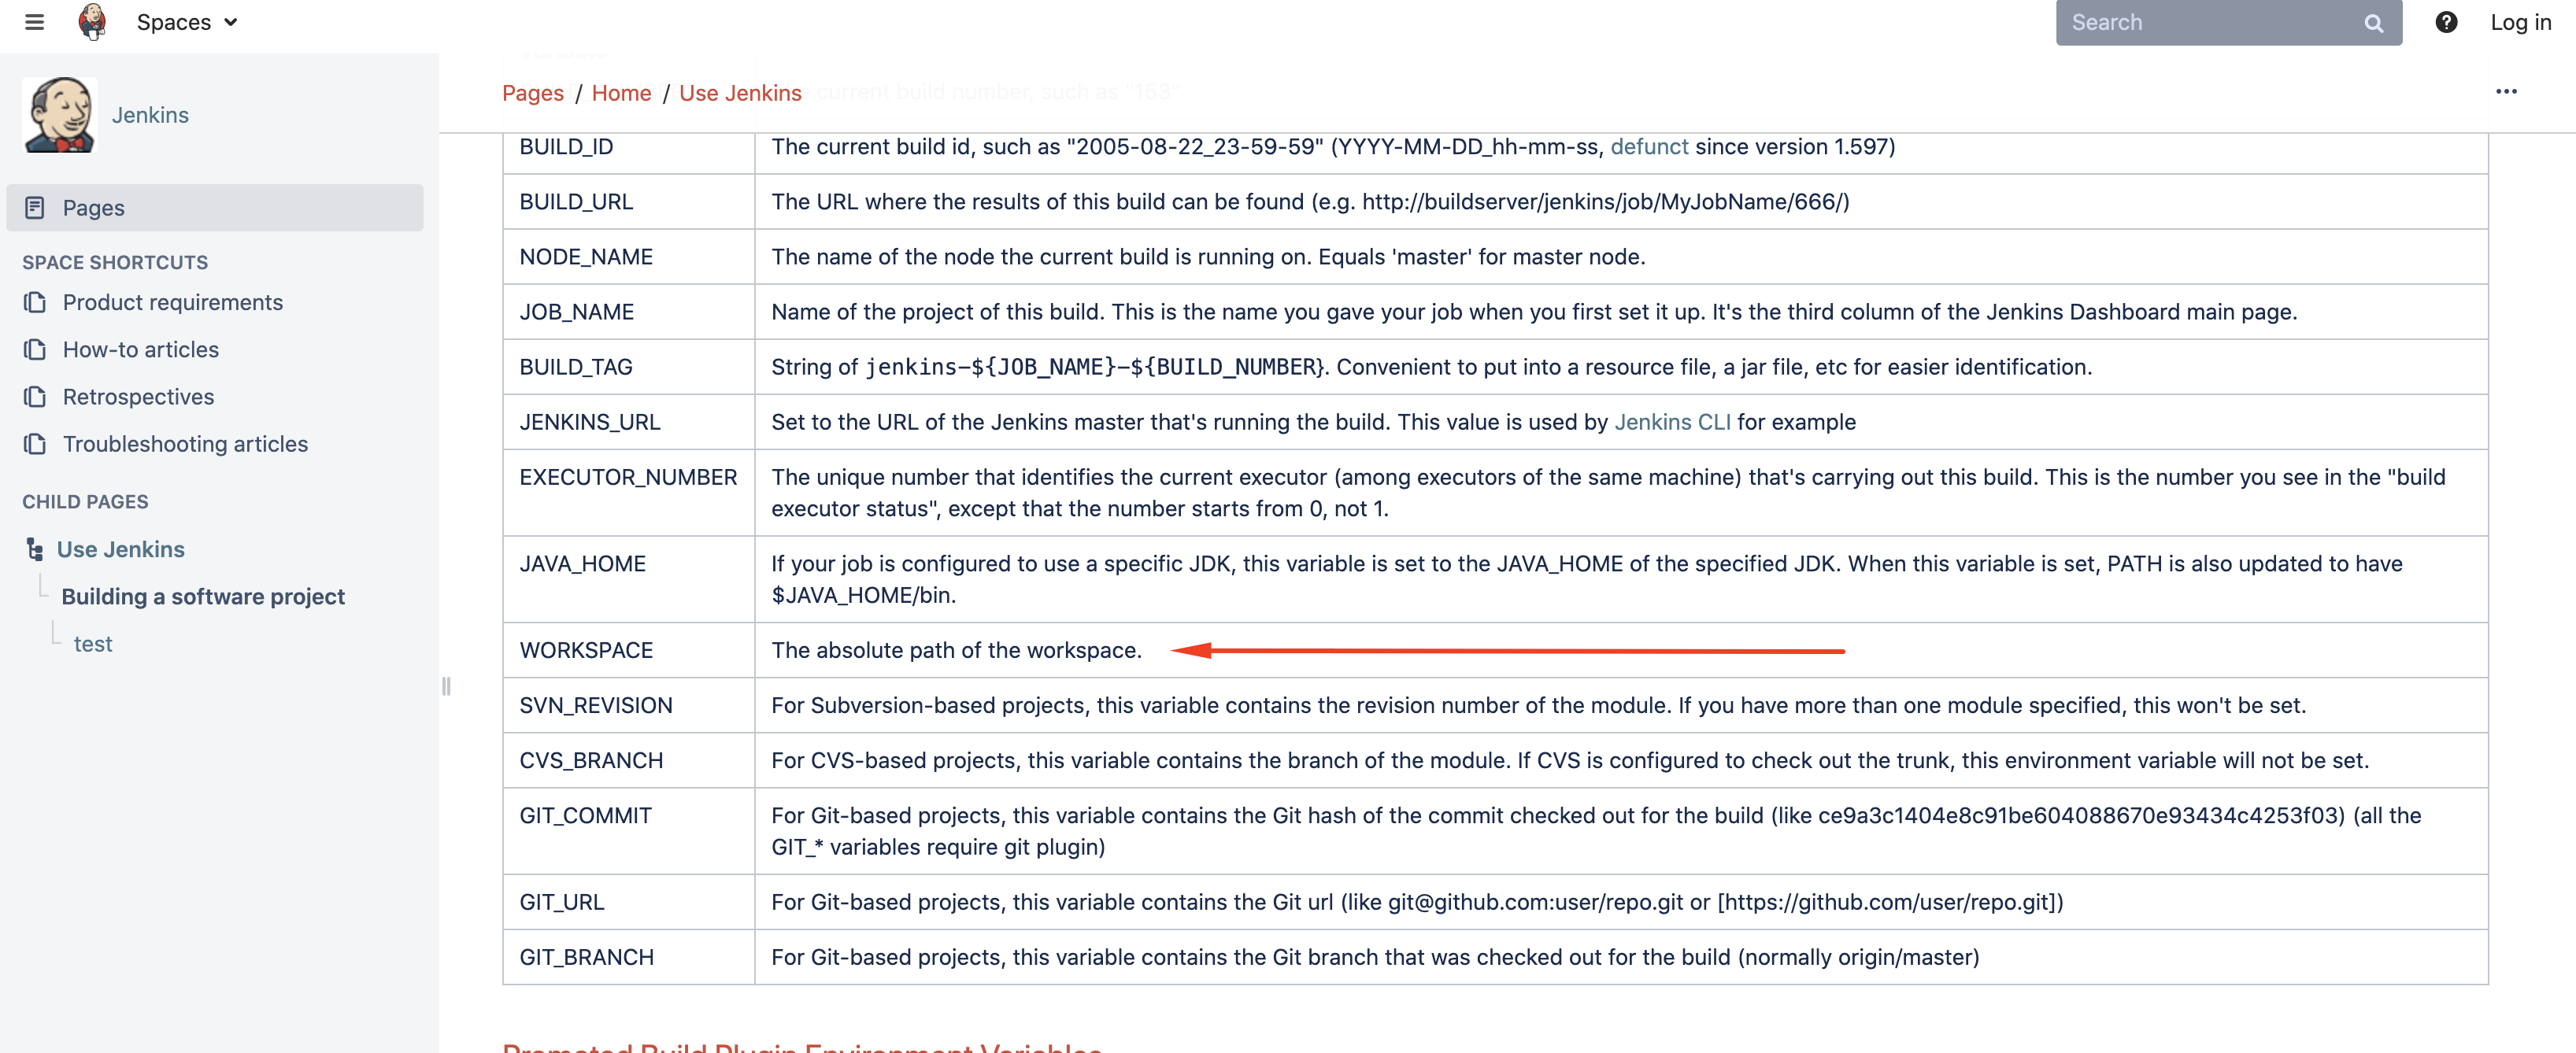 Spaces
Search
Log in
Jenkins
Pages
SPACE SHORTCUTS
Product requirements
How-to articles
Retrospectives
Troubleshooting articles
CHILD PAGES
Use Jenkins
Building a software project
test
Pages / Home / Use Jenkins
current build number, such as "153"
BUILD_ID The current build id, such as "2005-08-22_23-59-59" (YYYY-MM-DD_hh-mm-ss, defunct since version 1.597)
BUILD_URL The URL where the results of this build can be found (e.g. http://buildserver/jenkins/job/MyJobName/666/)
NODE_NAME The name of the node the current build is running on. Equals 'master' for master node.
JOB_NAME Name of the project of this build. This is the name you gave your job when you first set it up. It's the third column of the Jenkins Dashboard main page.
BUILD_TAG String of jenkins-${JOB_NAME}-${BUILD_NUMBER}. Convenient to put into a resource file, a jar file, etc for easier identification.
JENKINS_URL Set to the URL of the Jenkins master that's running the build. This value is used by Jenkins CLI for example
EXECUTOR_NUMBER The unique number that identifies the current executor (among executors of the same machine) that's carrying out this build. This is the number you see in the "build
executor status", except that the number starts from 0, not 1.
JAVA_HOME If your job is configured to use a specific JDK, this variable is set to the JAVA_HOME of the specified JDK. When this variable is set, PATH is also updated to have
$JAVA_HOME/bin.
WORKSPACE The absolute path of the workspace.
SVN_REVISION For Subversion-based projects, this variable contains the revision number of the module. If you have more than one module specified, this won't be set.
CVS_BRANCH For CVS-based projects, this variable contains the branch of the module. If CVS is configured to check out the trunk, this environment variable will not be set.
GIT_COMMIT For Git-based projects, this variable contains the Git hash of the commit checked out for the build (like ce9a3c1404e8c91be604088670e93434c4253f03) (all the
GIT_* variables require git plugin)
GIT_URL For Git-based projects, this variable contains the Git url (like git@github.com:user/repo.git or [https://github.com/user/repo.git])
GIT_BRANCH For Git-based projects, this variable contains the Git branch that was checked out for the build (normally origin/master)
Promoted Build Plugin Environment Variables